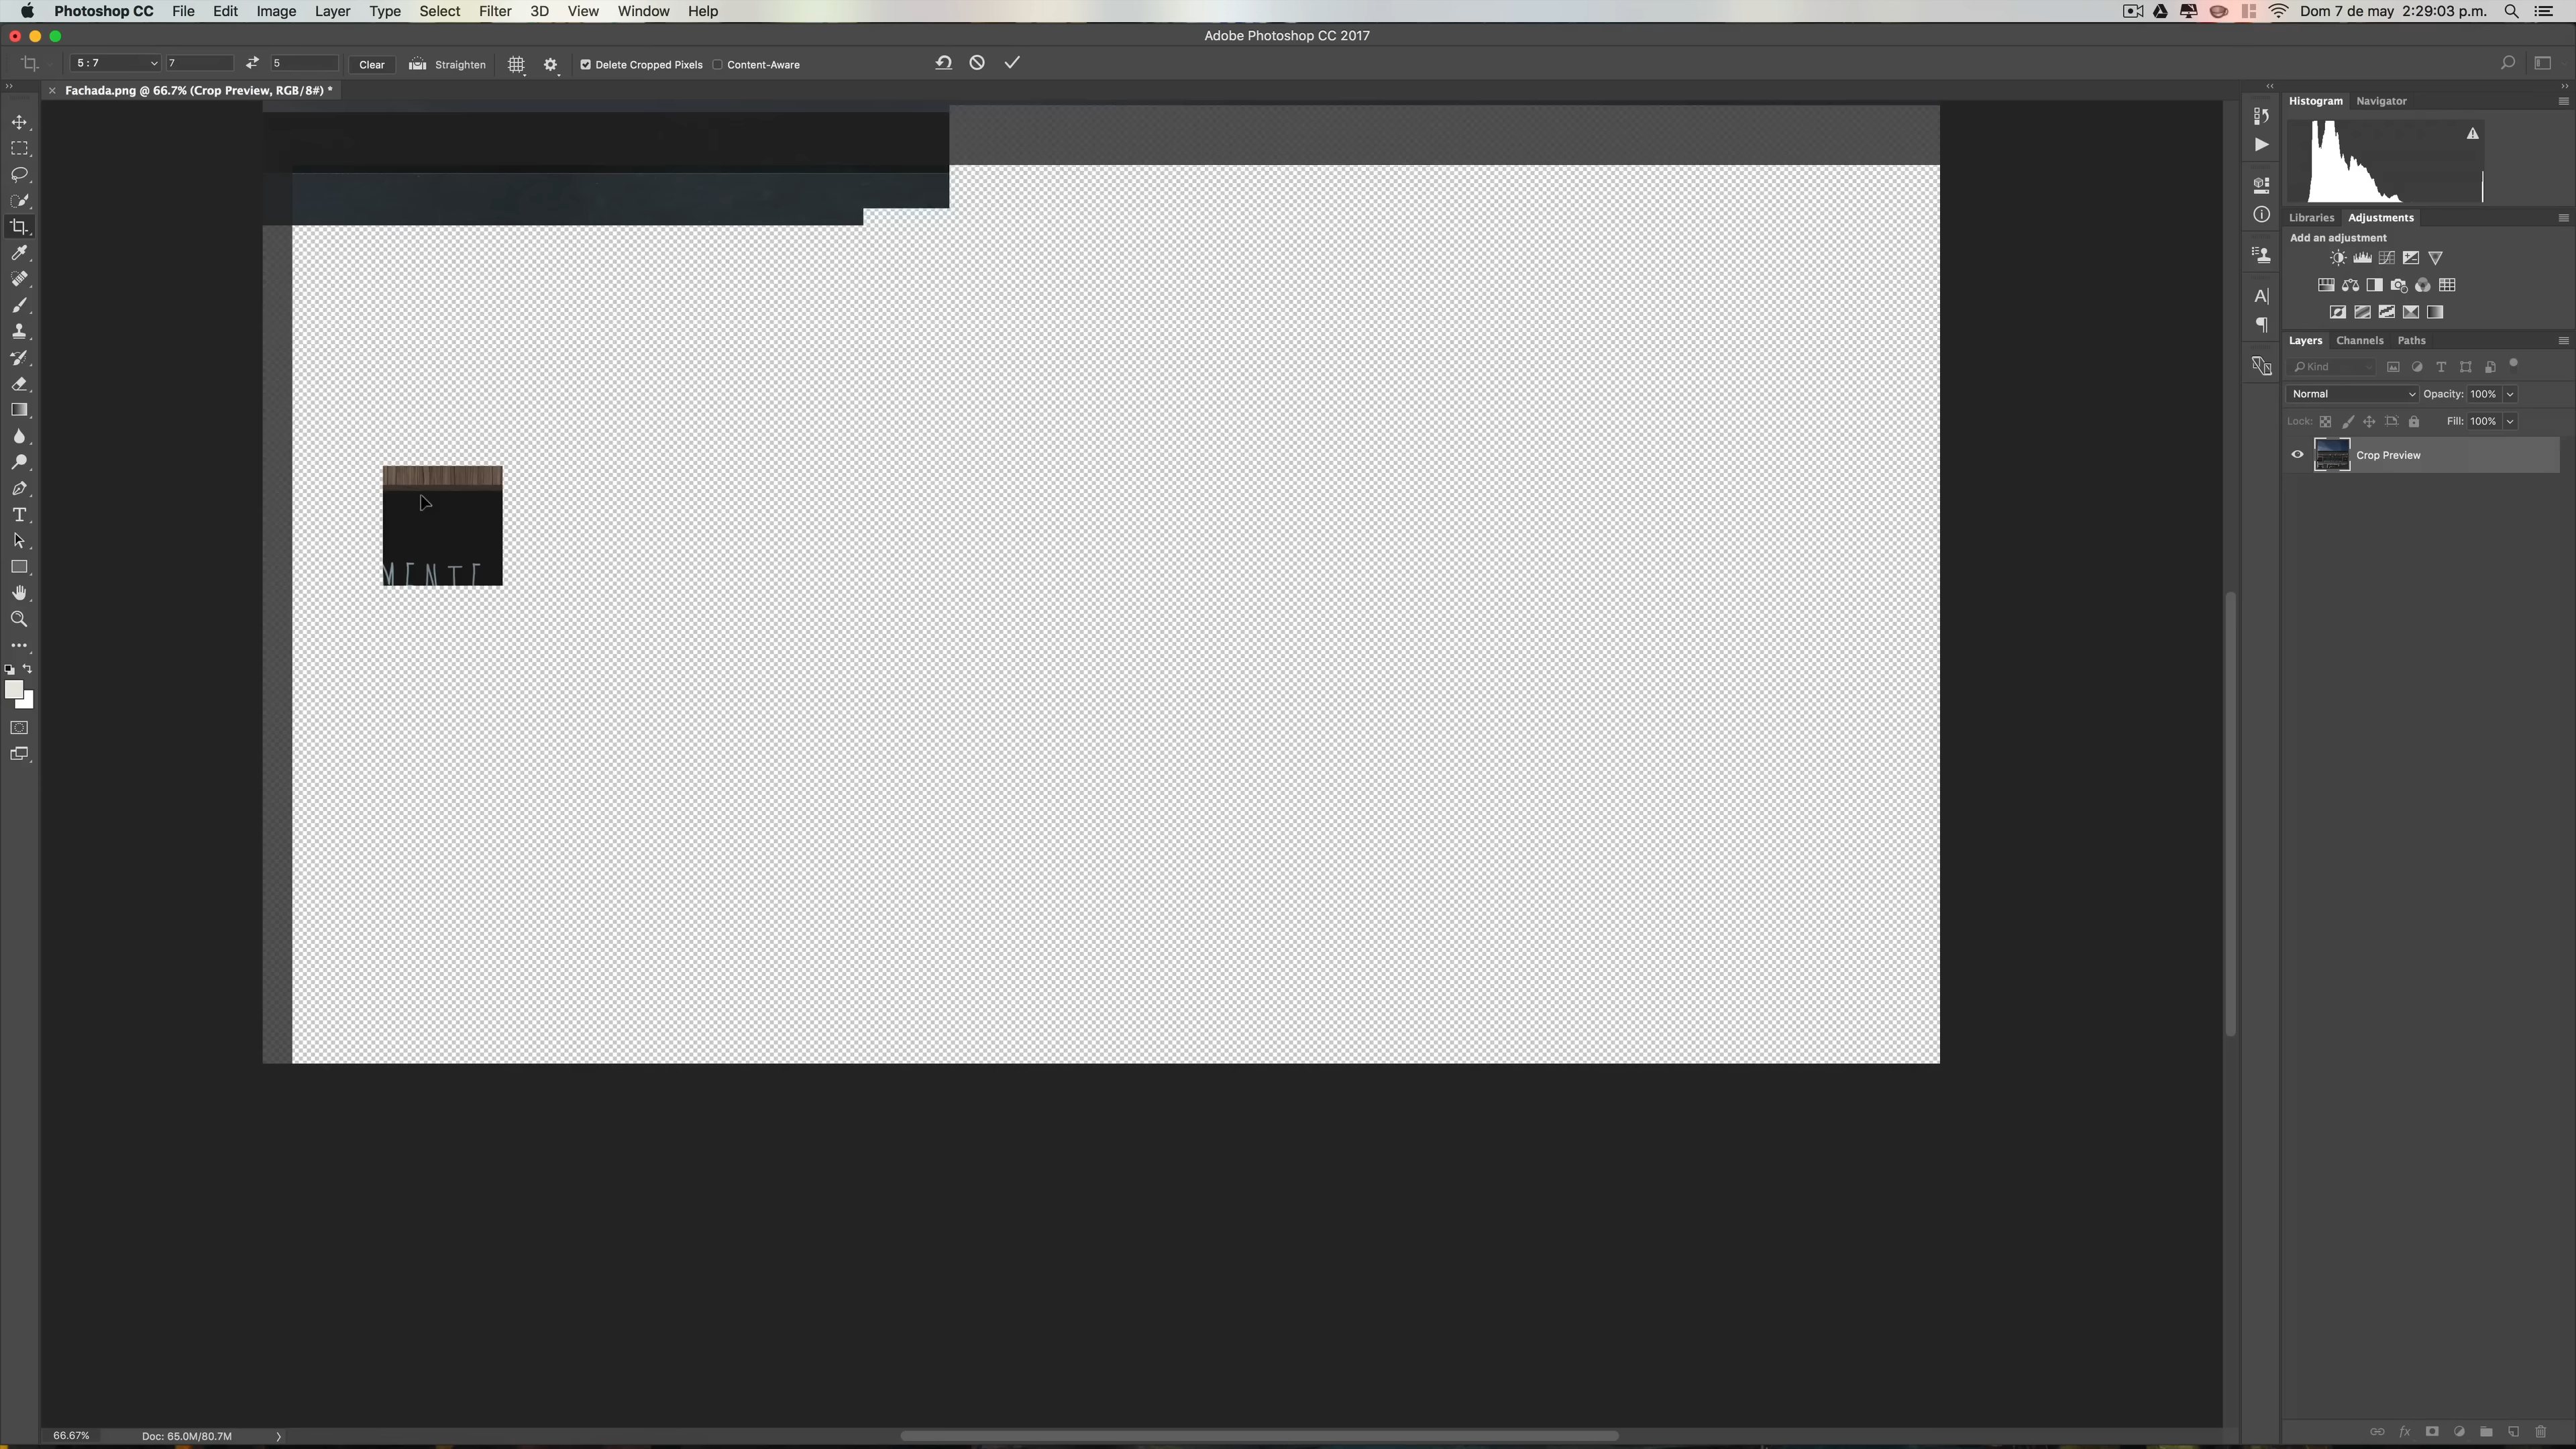 Photoshop CC File Edit Image Layer Type Select Filter 3D View Window Help Dom 7 de may 2:29:03 p.m.
Adobe Photoshop CC 2017
5 : 7 7 5 Clear Straighten Delete Cropped Pixels Content-Aware
Fachada.png @ 66.7% (Crop Preview, RGB/8#) *
Histogram Navigator
Libraries Adjustments
Add an adjustment
Layers Channels Paths
Kind
Normal Opacity: 100%
Lock: Fill: 100%
Crop Preview
MENTE
66.67% Doc: 65.0M/80.7M